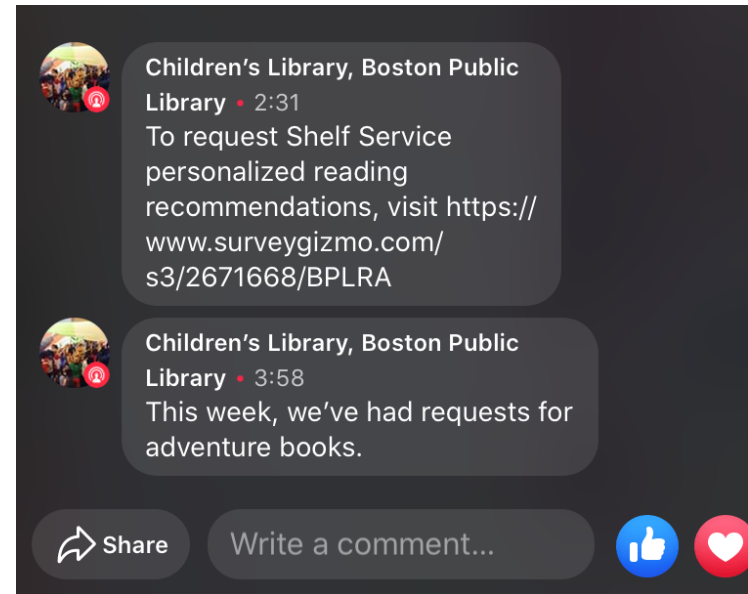 Children's Library, Boston Public
Library • 2:31
To request Shelf Service
personalized reading
recommendations, visit https://
www.surveygizmo.com/
s3/2671668/BPLRA
Children's Library, Boston Public
Library • 3:58
This week, we've had requests for
adventure books.
Share
Write a comment...